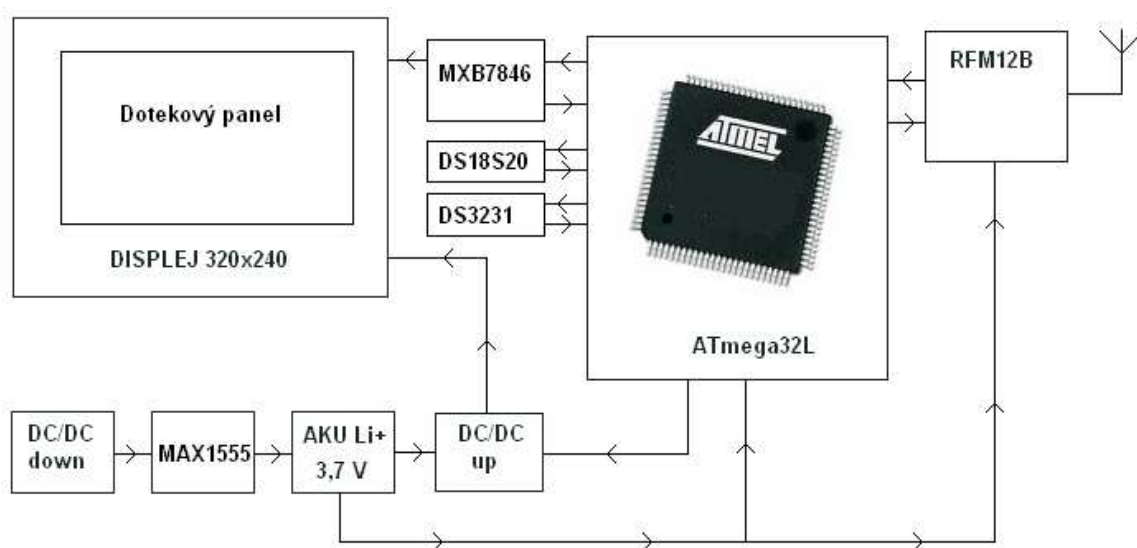 Dotekový panel
DISPLEJ 320x240
MXB7846
DS18S20
DS3231
ATMEL
ATmega32L
RFM12B
DC/DC
down
MAX1555
AKU Li+
3,7 V
DC/DC
up